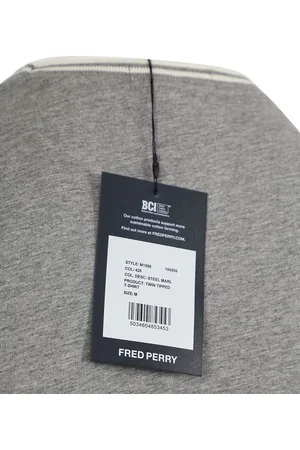 BCI
Our cotton products support more
sustainable cotton farming.
Find out more at FREDPERRY.COM.
STYLE: M1588
COL: 420
COL. DESC: STEEL MARL
PRODUCT: TWIN TIPPED
T-SHIRT
SIZE: M
5034604853453
FRED PERRY